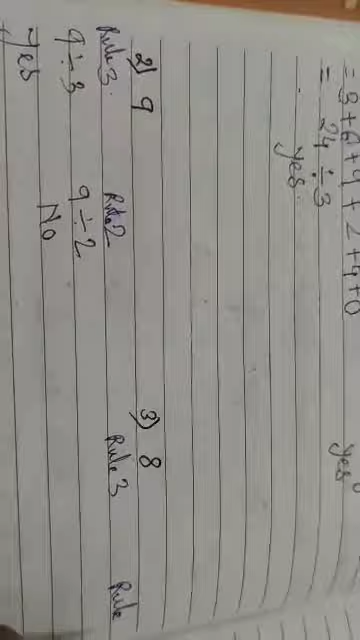 = 3+6+9+2+4+0
= 24 ÷ 3
yes.
yes
2) 9
3) 8
Rule 3. Rule 2
Rule 3 Rule
9 ÷ 3 9 ÷ 2
Yes No